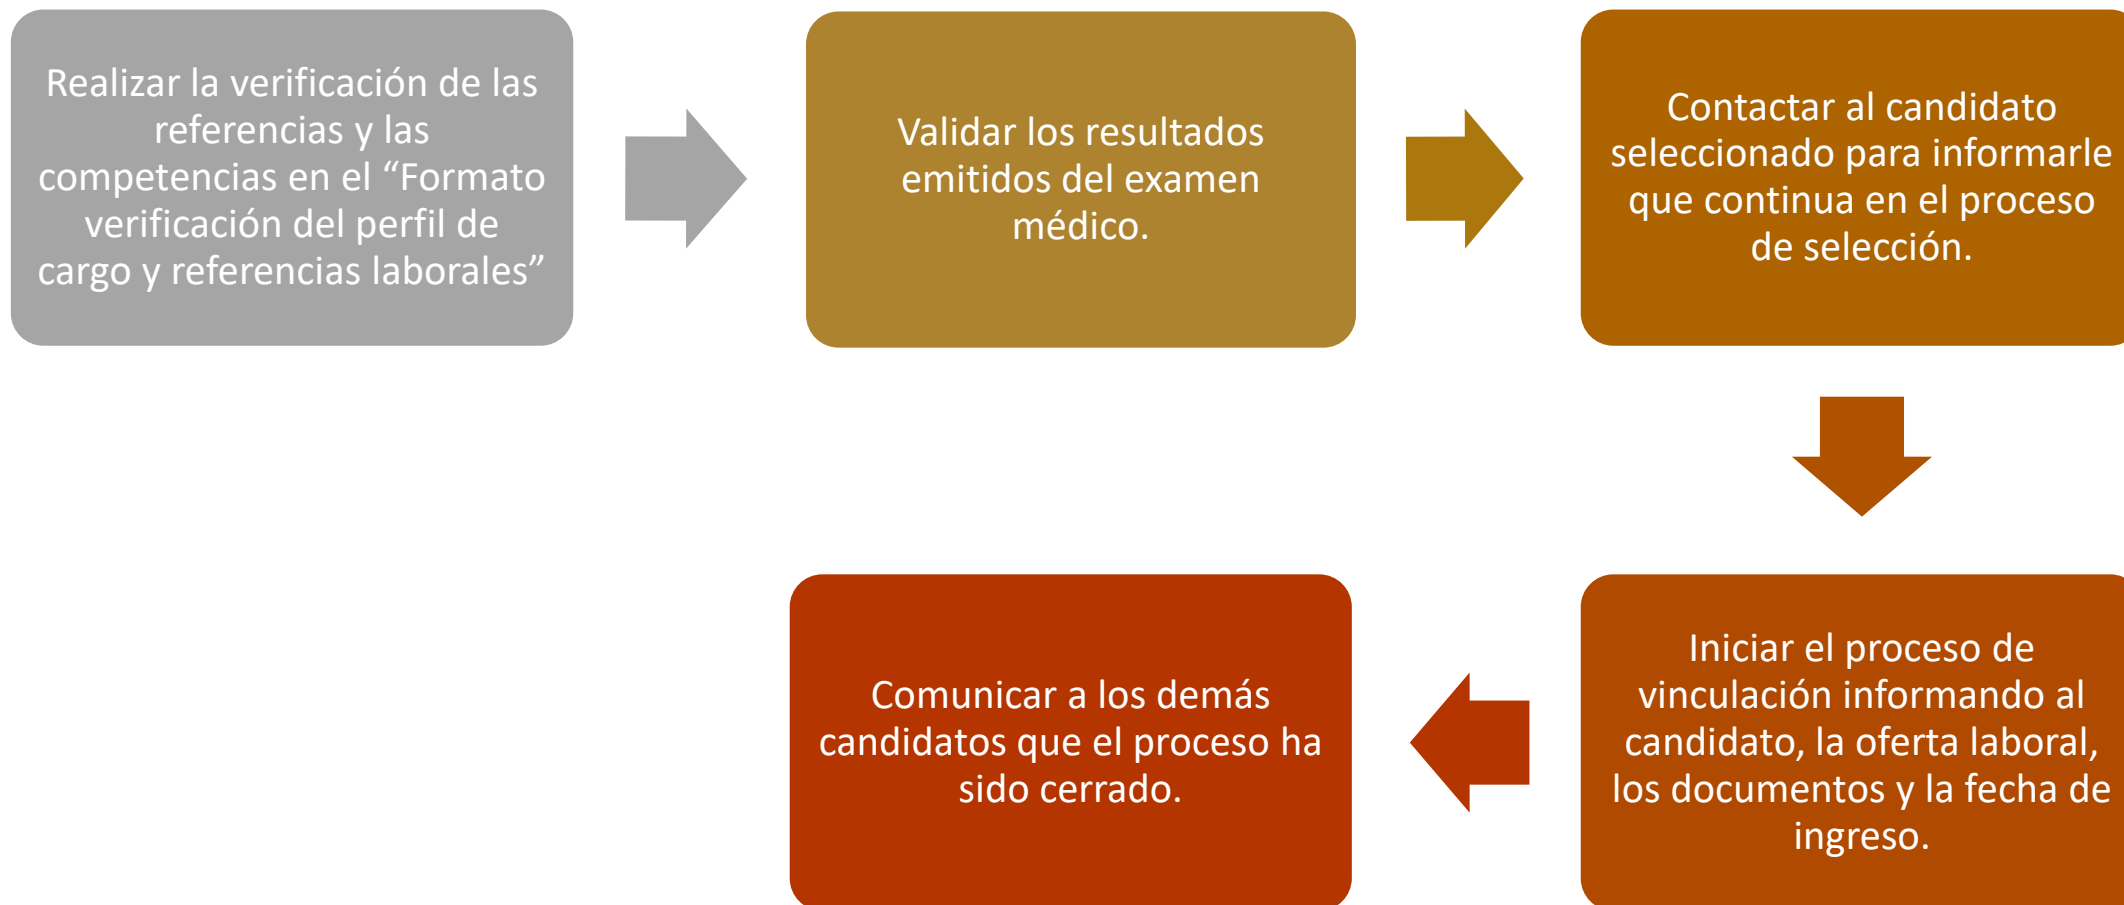 Realizar la verificación de las
referencias y las
competencias en el “Formato
verificación del perfil de
cargo y referencias laborales”
Validar los resultados
emitidos del examen
médico.
Contactar al candidato
seleccionado para informarle
que continua en el proceso
de selección.
Iniciar el proceso de
vinculación informando al
candidato, la oferta laboral,
los documentos y la fecha de
ingreso.
Comunicar a los demás
candidatos que el proceso ha
sido cerrado.